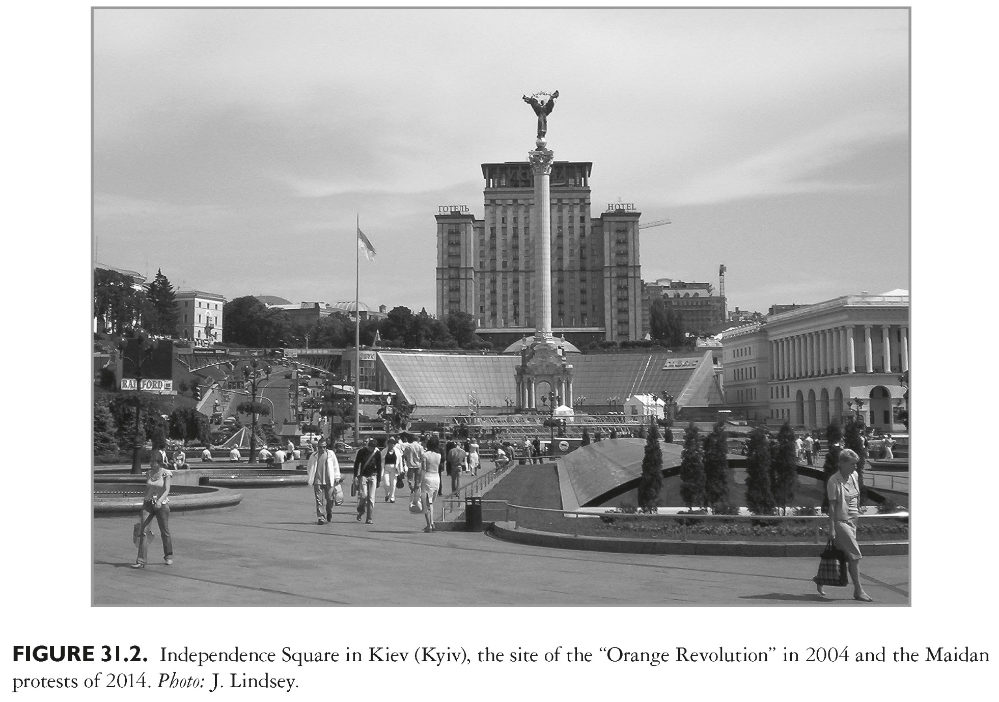 УК
ГОТЕЛЬ
HOTEL
FIGURE 31.2. Independence Square in Kiev (Kyiv), the site of the “Orange Revolution” in 2004 and the Maidan
protests of 2014. Photo: J. Lindsey.